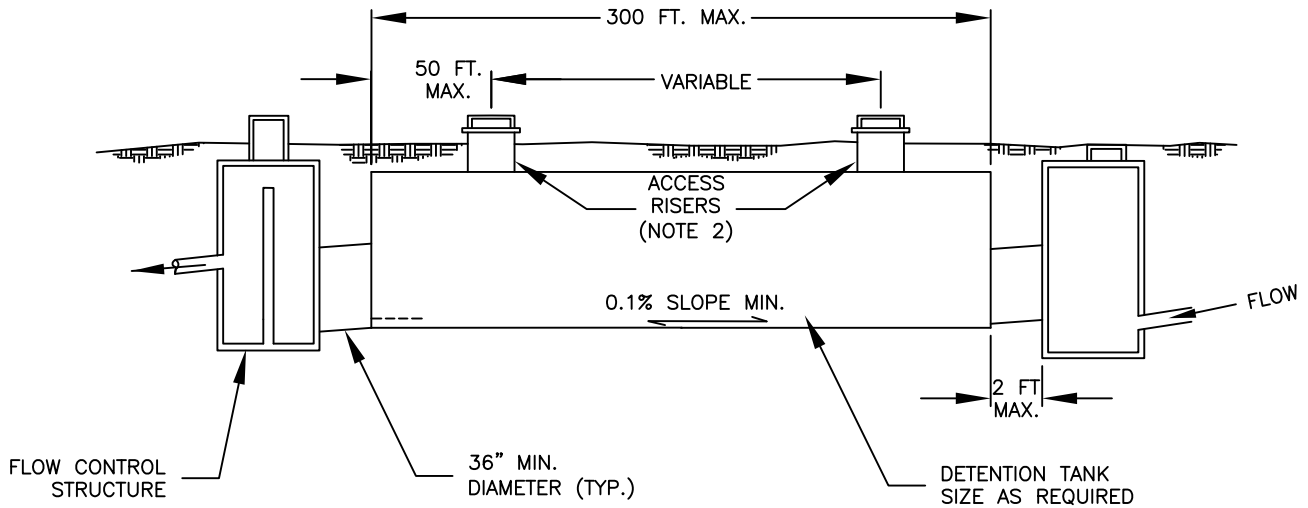 300 FT. MAX.
50 FT.
MAX.
VARIABLE
ACCESS
RISERS
(NOTE 2)
0.1% SLOPE MIN.
FLOW
2 FT
MAX.
FLOW CONTROL
STRUCTURE
36” MIN.
DIAMETER (TYP.)
DETENTION TANK
SIZE AS REQUIRED